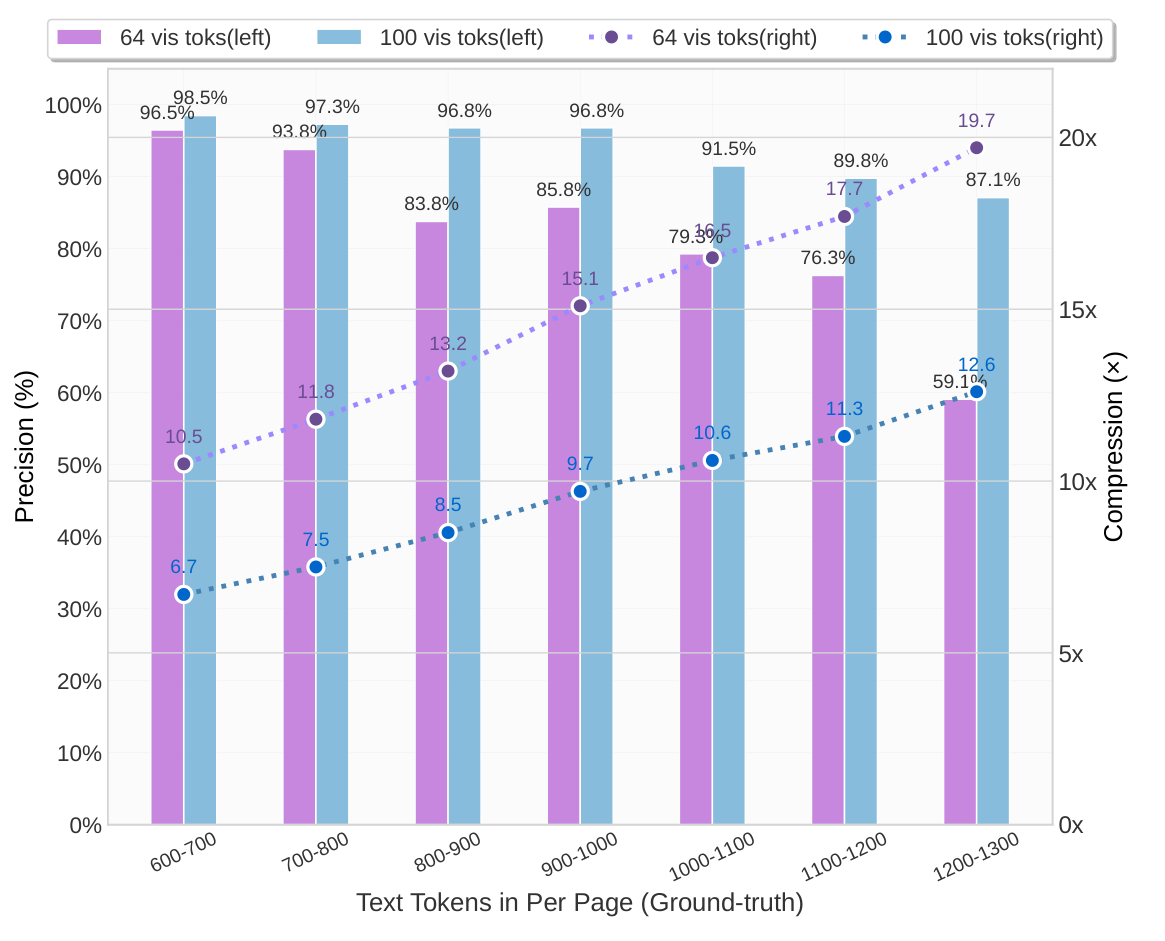 64 vis toks(left) 100 vis toks(left) 64 vis toks(right) 100 vis toks(right)
Precision (%)
100%
90%
80%
70%
60%
50%
40%
30%
20%
10%
0%
96.5% 98.5%
93.8% 97.3%
83.8% 96.8%
85.8% 96.8%
79.3% 91.5%
76.3% 89.8%
59.1% 87.1%
10.5 11.8 13.2 15.1 16.5 17.7 19.7
6.7 7.5 8.5 9.7 10.6 11.3 12.6
20x
15x
10x
5x
0x
Compression (×)
600-700 700-800 800-900 900-1000 1000-1100 1100-1200 1200-1300
Text Tokens in Per Page (Ground-truth)